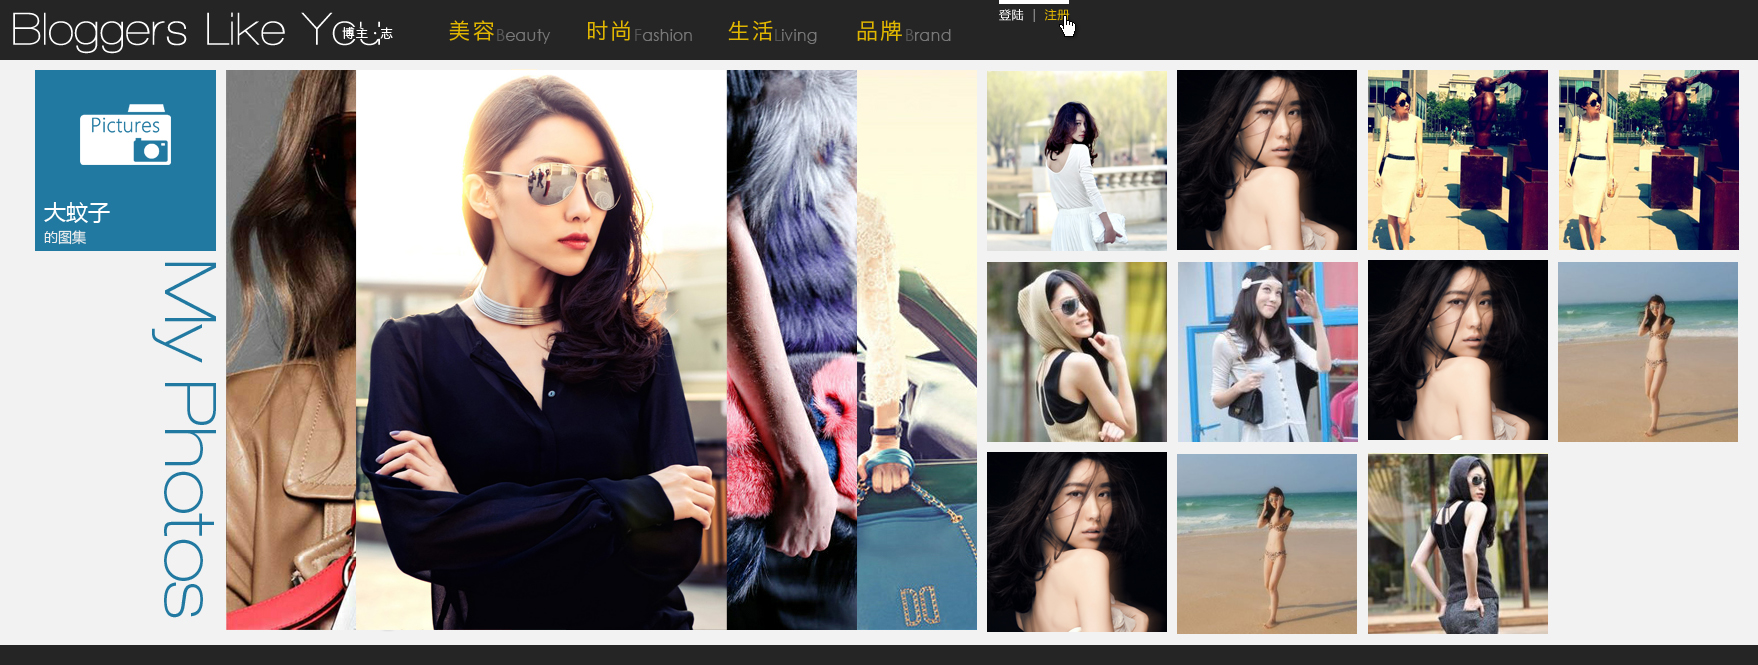 Bloggers Like You 博主·志
美容Beauty 时尚Fashion 生活Living 品牌Brand
登陆 | 注册
Pictures
大蚊子
的图集
My Photos